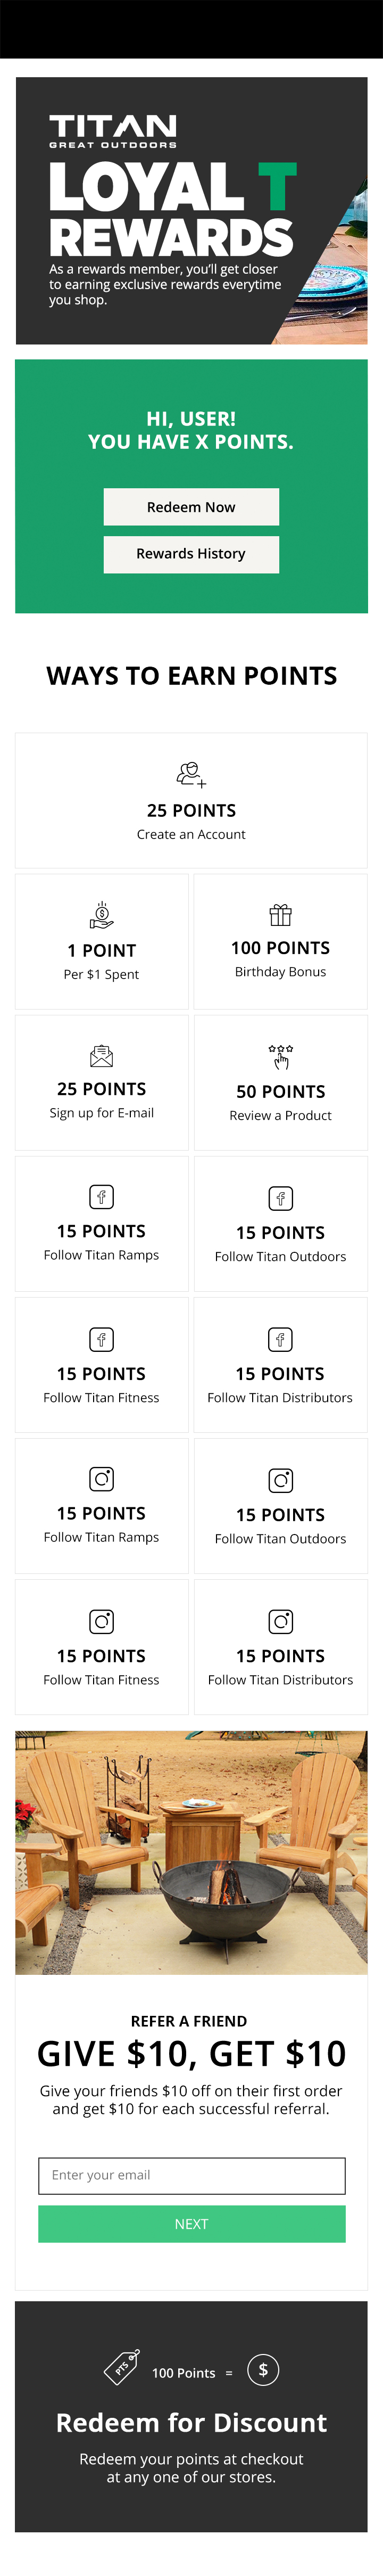 TITAN
GREAT OUTDOORS
LOYAL T
REWARDS
As a rewards member, you'll get closer
to earning exclusive rewards everytime
you shop.
HI, USER!
YOU HAVE X POINTS.
Redeem Now
Rewards History
WAYS TO EARN POINTS
25 POINTS
Create an Account
1 POINT
Per $1 Spent
100 POINTS
Birthday Bonus
25 POINTS
Sign up for E-mail
50 POINTS
Review a Product
15 POINTS
Follow Titan Ramps
15 POINTS
Follow Titan Outdoors
15 POINTS
Follow Titan Fitness
15 POINTS
Follow Titan Distributors
15 POINTS
Follow Titan Ramps
15 POINTS
Follow Titan Outdoors
15 POINTS
Follow Titan Fitness
15 POINTS
Follow Titan Distributors
REFER A FRIEND
GIVE $10, GET $10
Give your friends $10 off on their first order
and get $10 for each successful referral.
Enter your email
NEXT
PTS 100 Points = $
Redeem for Discount
Redeem your points at checkout
at any one of our stores.